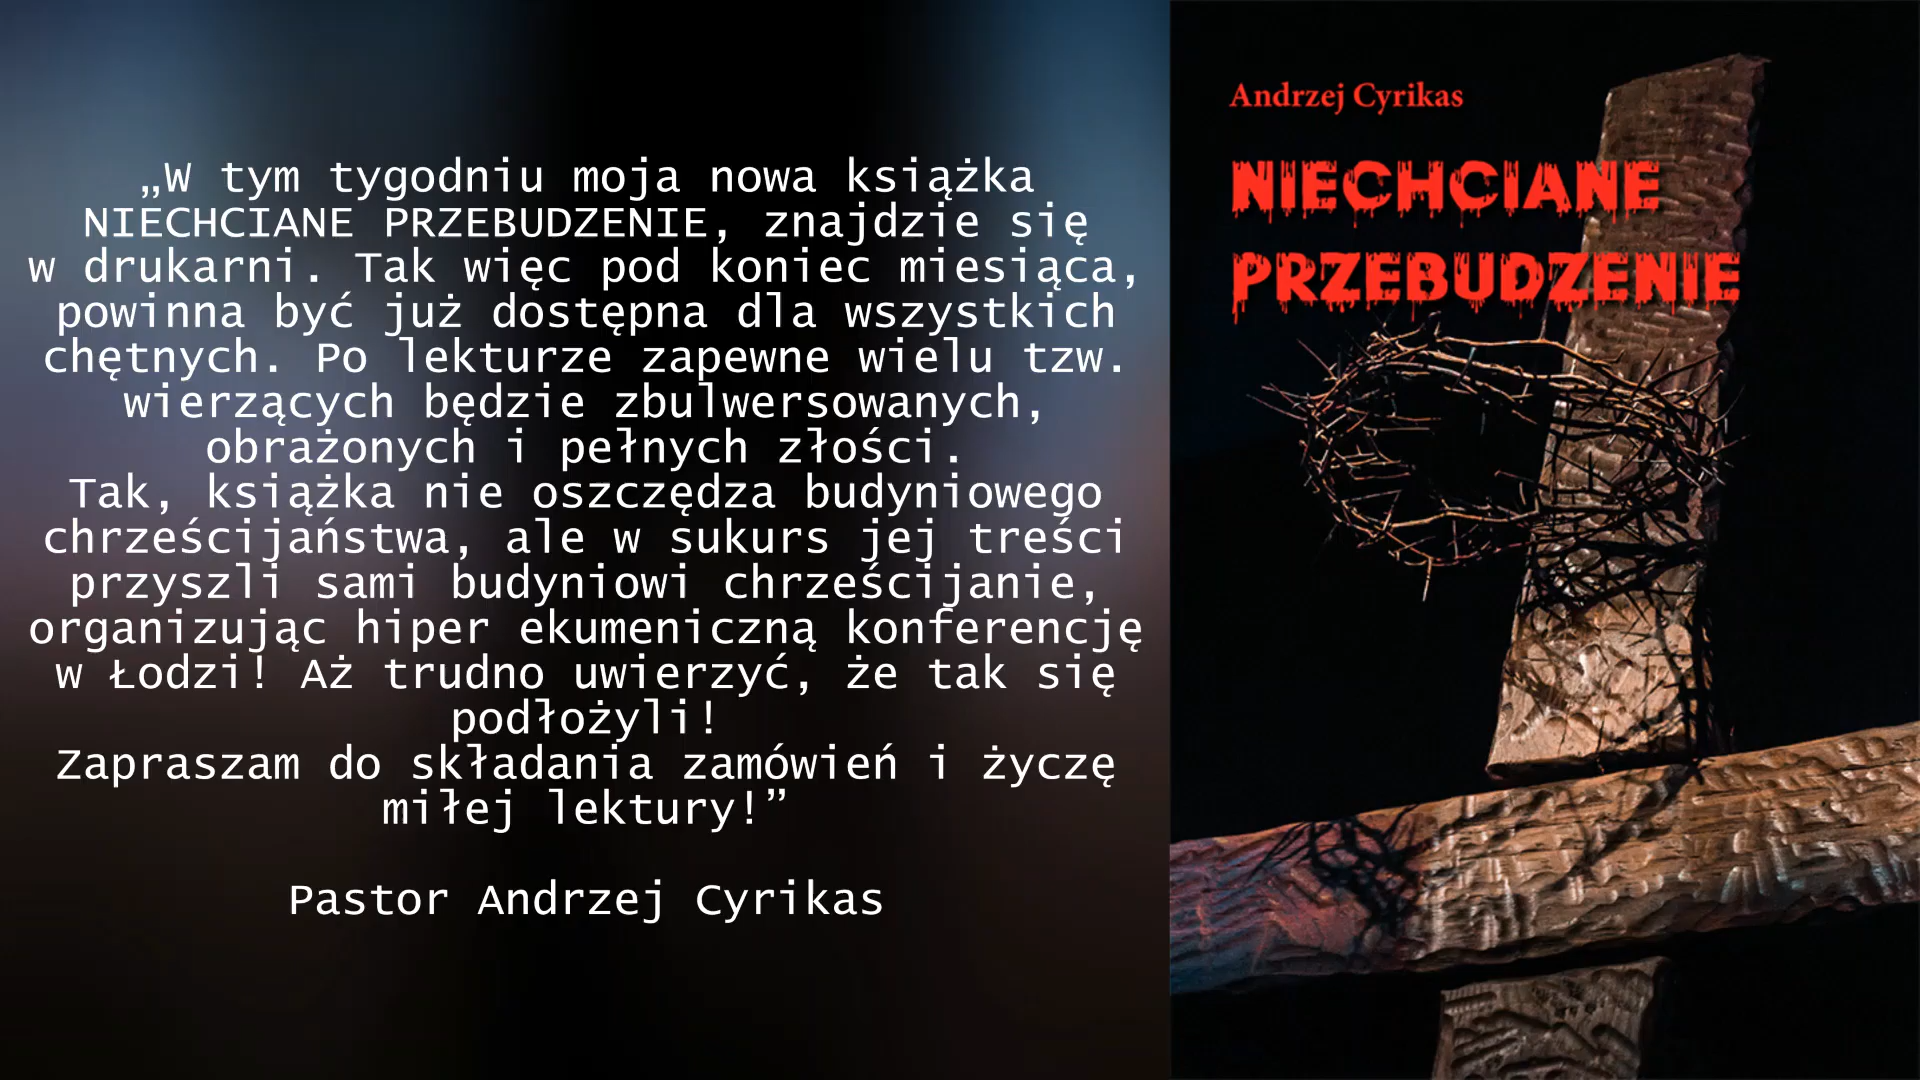 „W tym tygodniu moja nowa książka
NIECHCIANE PRZEBUDZENIE, znajdzie się
w drukarni. Tak więc pod koniec miesiąca,
powinna być już dostępna dla wszystkich
chętnych. Po lekturze zapewne wielu tzw.
wierzących będzie zbulwersowanych,
obrażonych i pełnych złości.
Tak, książka nie oszczędza budyniowego
chrześcijaństwa, ale w sukurs jej treści
przyszli sami budyniowi chrześcijanie,
organizując hiper ekumeniczną konferencję
w Łodzi! Aż trudno uwierzyć, że tak się
podłożyli!
Zapraszam do składania zamówień i życzę
miłej lektury!”
Pastor Andrzej Cyrikas
Andrzej Cyrikas
NIECHCIANE
PRZEBUDZENIE